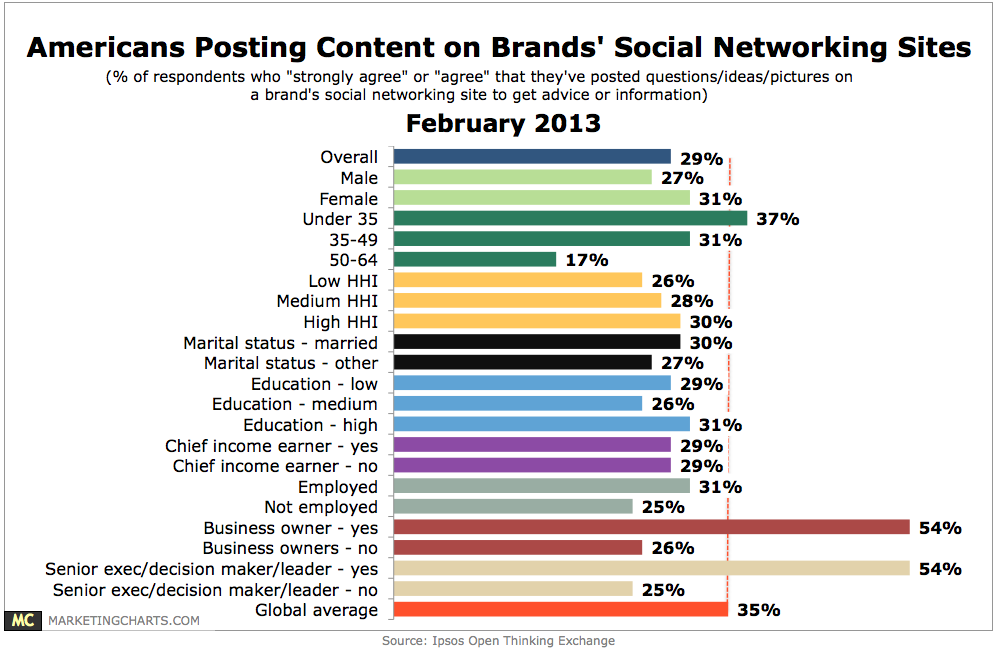 Americans Posting Content on Brands' Social Networking Sites
(% of respondents who "strongly agree" or "agree" that they've posted questions/ideas/pictures on
a brand's social networking site to get advice or information)
February 2013
Overall 29%
Male 27%
Female 31%
Under 35 37%
35-49 31%
50-64 17%
Low HHI 26%
Medium HHI 28%
High HHI 30%
Marital status - married 30%
Marital status - other 27%
Education - low 29%
Education - medium 26%
Education - high 31%
Chief income earner - yes 29%
Chief income earner - no 29%
Employed 31%
Not employed 25%
Business owner - yes 54%
Business owners - no 26%
Senior exec/decision maker/leader - yes 54%
Senior exec/decision maker/leader - no 25%
Global average 35%
MC MARKETINGCHARTS.COM
Source: Ipsos Open Thinking Exchange